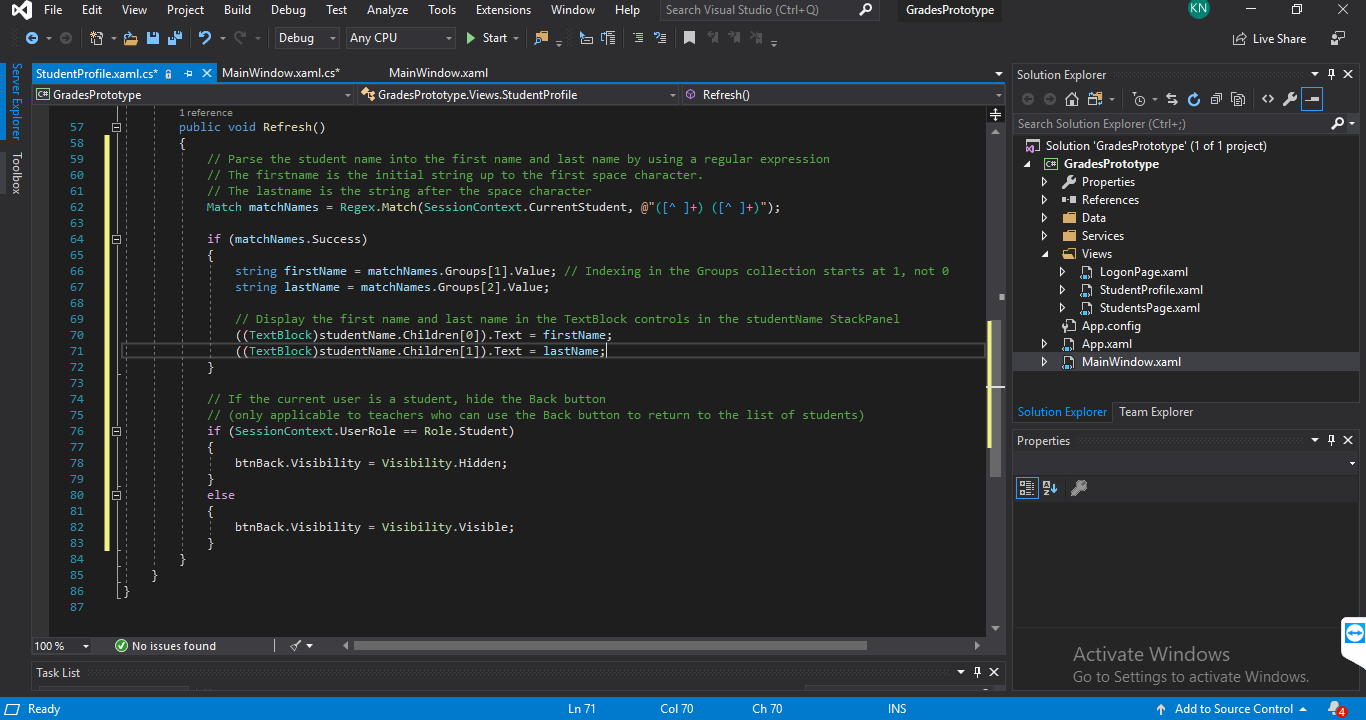 File Edit View Project Build Debug Test Analyze Tools Extensions Window Help Search Visual Studio (Ctrl+Q) GradesPrototype KN
Debug Any CPU Start Live Share
StudentProfile.xaml.cs* MainWindow.xaml.cs* MainWindow.xaml
GradesPrototype GradesPrototype.Views.StudentProfile Refresh()
Server Explorer
Toolbox
1 reference
57 public void Refresh()
58 {
59 // Parse the student name into the first name and last name by using a regular expression
60 // The firstname is the initial string up to the first space character.
61 // The lastname is the string after the space character
62 Match matchNames = Regex.Match(SessionContext.CurrentStudent, @"([^ ]+) ([^ ]+)");
63
64 if (matchNames.Success)
65 {
66 string firstName = matchNames.Groups[1].Value; // Indexing in the Groups collection starts at 1, not 0
67 string lastName = matchNames.Groups[2].Value;
68
69 // Display the first name and last name in the TextBlock controls in the studentName StackPanel
70 ((TextBlock)studentName.Children[0]).Text = firstName;
71 ((TextBlock)studentName.Children[1]).Text = lastName;
72 }
73
74 // If the current user is a student, hide the Back button
75 // (only applicable to teachers who can use the Back button to return to the list of students)
76 if (SessionContext.UserRole == Role.Student)
77 {
78 btnBack.Visibility = Visibility.Hidden;
79 }
80 else
81 {
82 btnBack.Visibility = Visibility.Visible;
83 }
84 }
85 }
86 }
87
100 % No issues found
Task List
Solution Explorer
Search Solution Explorer (Ctrl+;)
Solution 'GradesPrototype' (1 of 1 project)
GradesPrototype
Properties
References
Data
Services
Views
LogonPage.xaml
StudentProfile.xaml
StudentsPage.xaml
App.config
App.xaml
MainWindow.xaml
Solution Explorer Team Explorer
Properties
Activate Windows
Go to Settings to activate Windows.
Ready Ln 71 Col 70 Ch 70 INS Add to Source Control 4